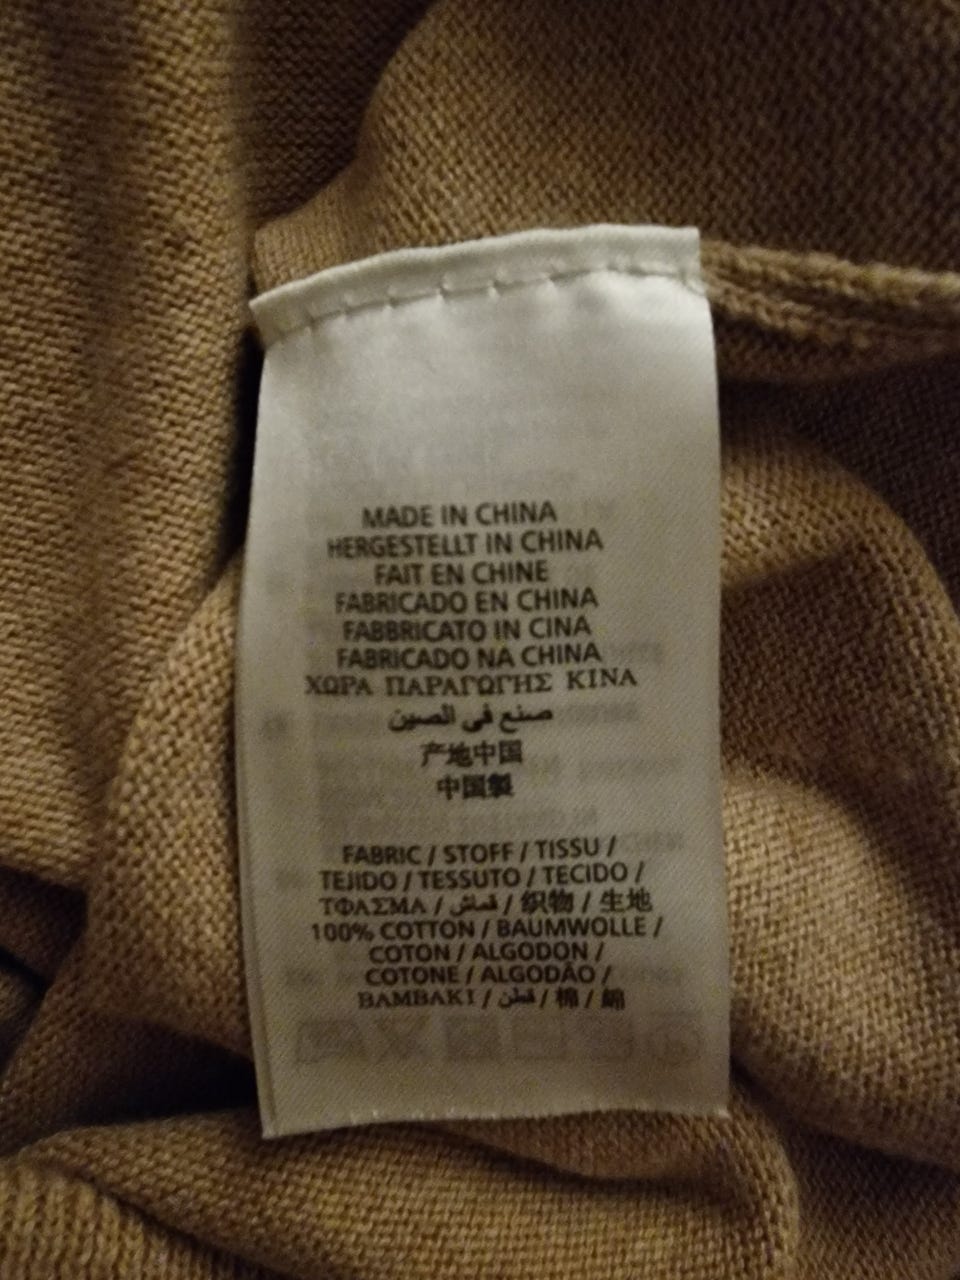 MADE IN CHINA
HERGESTELLT IN CHINA
FAIT EN CHINE
FABRICADO EN CHINA
FABBRICATO IN CINA
FABRICADO NA CHINA
ΧΩΡΑ ΠΑΡΑΓΩΓΗΣ ΚΙΝΑ
صنع في الصين
产地中国
中国製
FABRIC / STOFF / TISSU /
TEJIDO / TESSUTO / TECIDO /
ΤΦΑΣΜΑ / قماش / 织物 / 生地
100% COTTON / BAUMWOLLE /
COTON / ALGODON /
COTONE / ALGODÃO /
BAMBAKI / قطن / 棉 / 綿